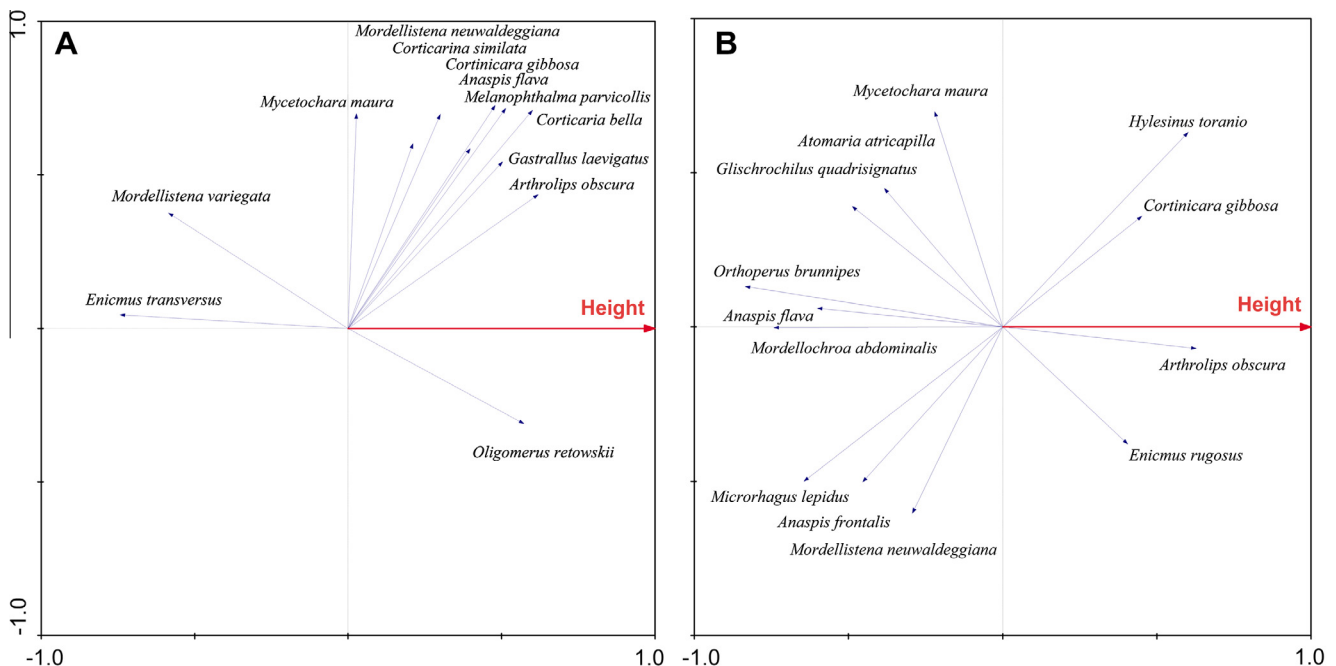 A
1.0
Mordellistena neuwaldeggiana
Corticarina similata
Cortinicara gibbosa
Anaspis flava
Mycetochara maura
Melanophthalma parvicollis
Corticaria bella
Gastrallus laevigatus
Arthrolips obscura
Mordellistena variegata
Enicmus transversus
Height
Oligomerus retowskii
-1.0
-1.0
1.0
B
Mycetochara maura
Hylesinus toranio
Atomaria atricapilla
Glischrochilus quadrisignatus
Cortinicara gibbosa
Orthoperus brunnipes
Height
Anaspis flava
Mordellochroa abdominalis
Arthrolips obscura
Enicmus rugosus
Microrhagus lepidus
Anaspis frontalis
Mordellistena neuwaldeggiana
-1.0
1.0